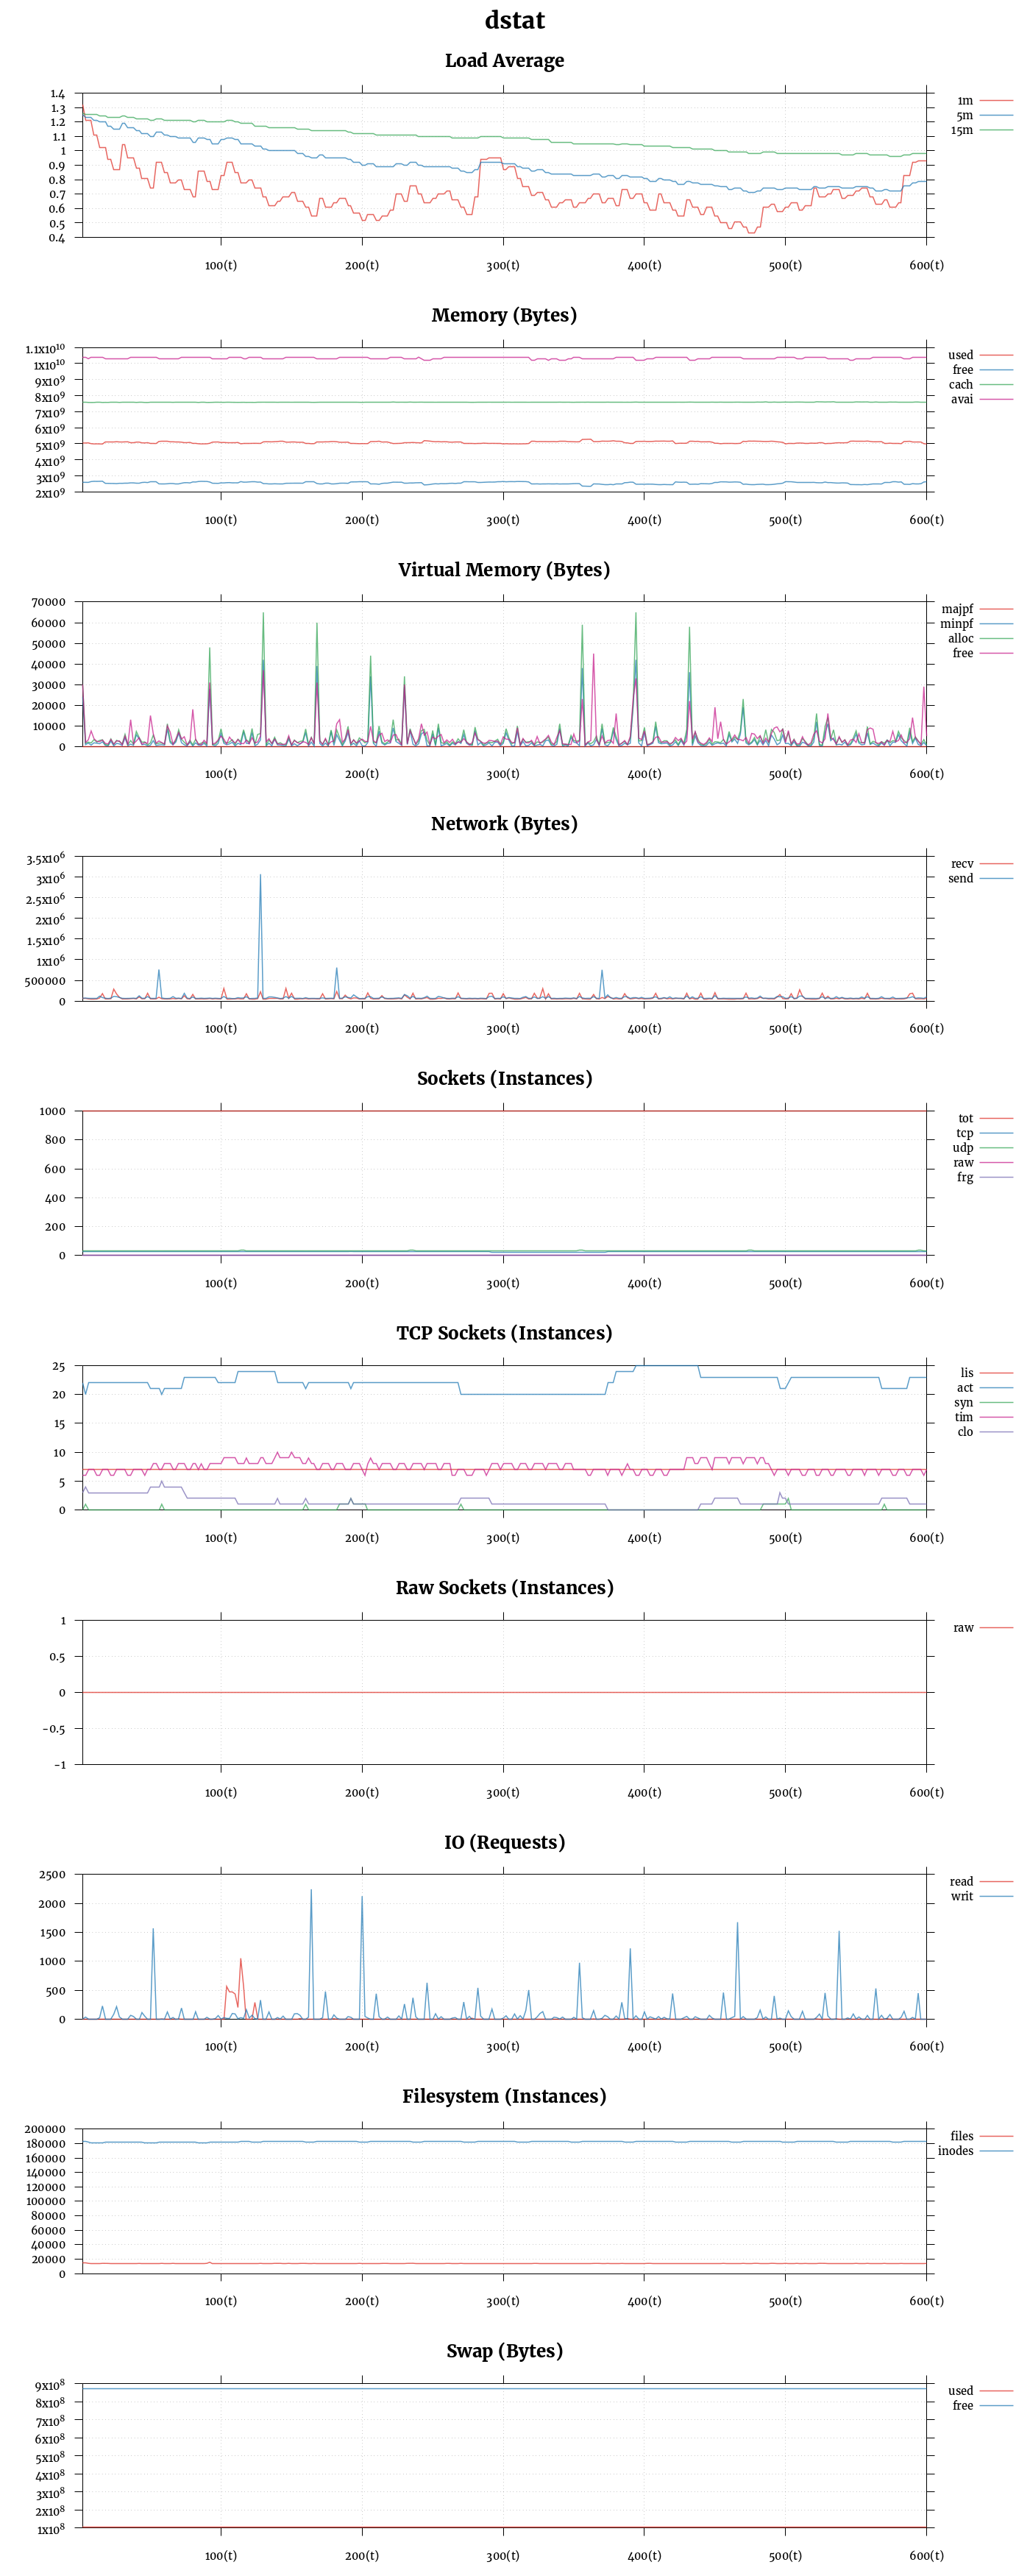 dstat
Load Average
1.4
1.3
1.2
1.1
1
0.9
0.8
0.7
0.6
0.5
0.4
100(t) 200(t) 300(t) 400(t) 500(t) 600(t)
1m
5m
15m
Memory (Bytes)
1.1x10¹⁰
1x10¹⁰
9x10⁹
8x10⁹
7x10⁹
6x10⁹
5x10⁹
4x10⁹
3x10⁹
2x10⁹
100(t) 200(t) 300(t) 400(t) 500(t) 600(t)
used
free
cach
avai
Virtual Memory (Bytes)
70000
60000
50000
40000
30000
20000
10000
0
100(t) 200(t) 300(t) 400(t) 500(t) 600(t)
majpf
minpf
alloc
free
Network (Bytes)
3.5x10⁶
3x10⁶
2.5x10⁶
2x10⁶
1.5x10⁶
1x10⁶
500000
0
100(t) 200(t) 300(t) 400(t) 500(t) 600(t)
recv
send
Sockets (Instances)
1000
800
600
400
200
0
100(t) 200(t) 300(t) 400(t) 500(t) 600(t)
tot
tcp
udp
raw
frg
TCP Sockets (Instances)
25
20
15
10
5
0
100(t) 200(t) 300(t) 400(t) 500(t) 600(t)
lis
act
syn
tim
clo
Raw Sockets (Instances)
1
0.5
0
-0.5
-1
100(t) 200(t) 300(t) 400(t) 500(t) 600(t)
raw
IO (Requests)
2500
2000
1500
1000
500
0
100(t) 200(t) 300(t) 400(t) 500(t) 600(t)
read
writ
Filesystem (Instances)
200000
180000
160000
140000
120000
100000
80000
60000
40000
20000
0
100(t) 200(t) 300(t) 400(t) 500(t) 600(t)
files
inodes
Swap (Bytes)
9x10⁸
8x10⁸
7x10⁸
6x10⁸
5x10⁸
4x10⁸
3x10⁸
2x10⁸
1x10⁸
100(t) 200(t) 300(t) 400(t) 500(t) 600(t)
used
free